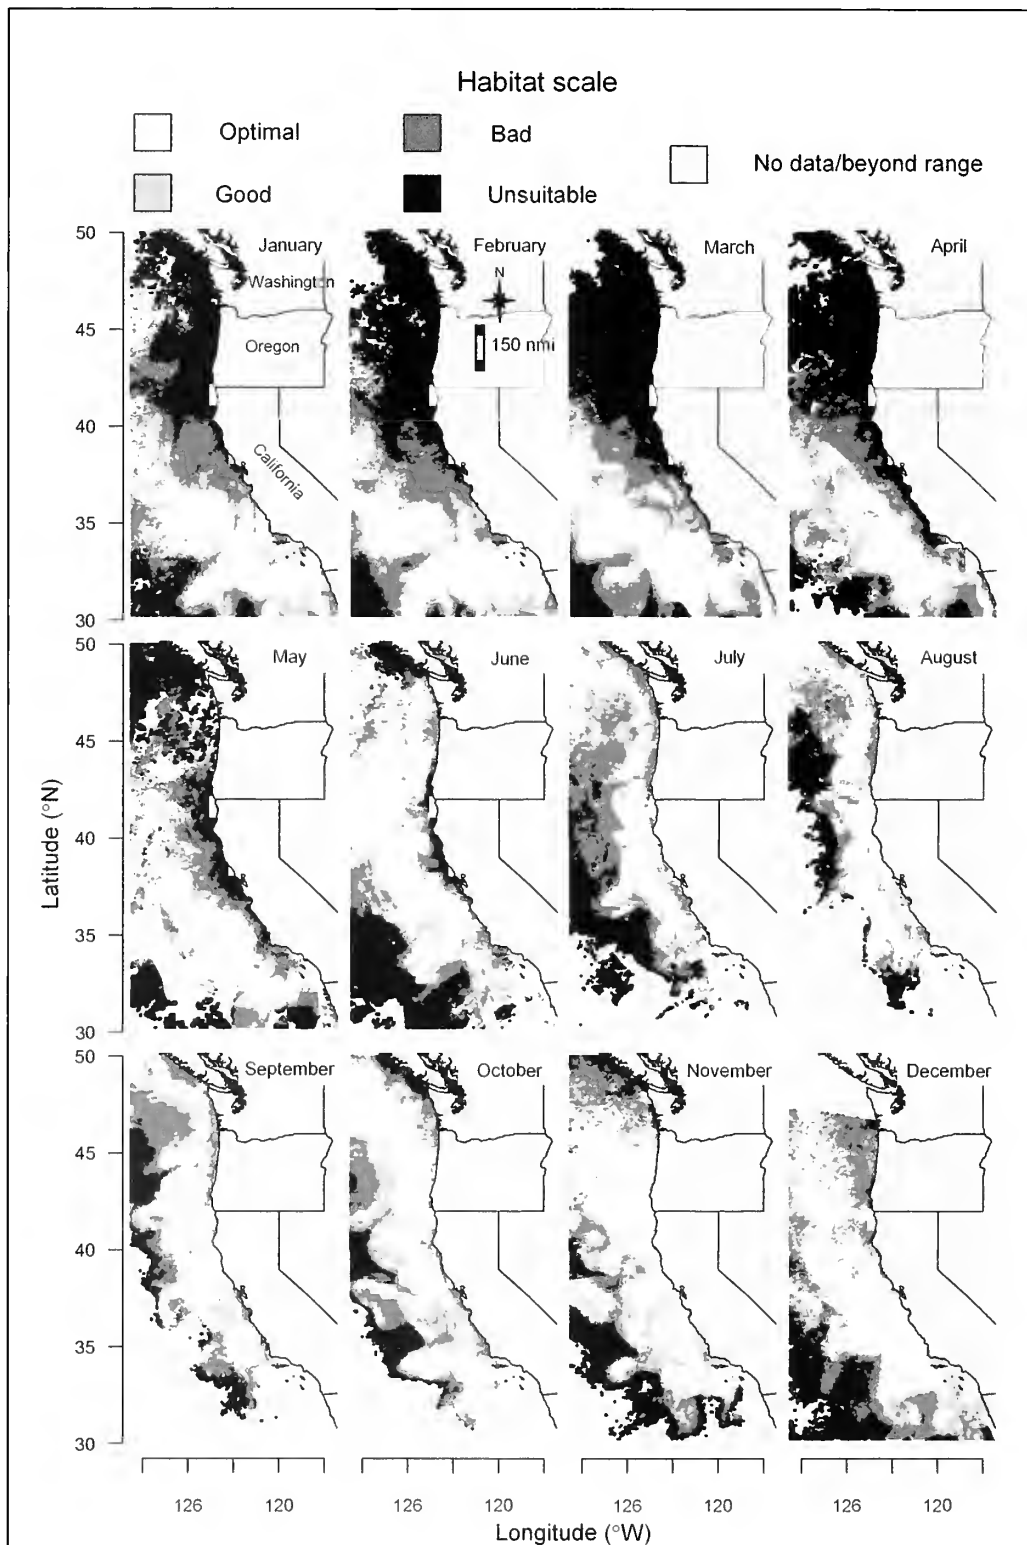 Habitat scale
Optimal
Bad
No data/beyond range
Good
Unsuitable
50
January
February
March
April
Washington
N
45
Oregon
150 nmi
40
California
35
30
50
May
June
July
August
45
40
35
30
50
September
October
November
December
45
40
35
30
Latitude (°N)
126
120
126
120
126
120
126
120
Longitude (°W)